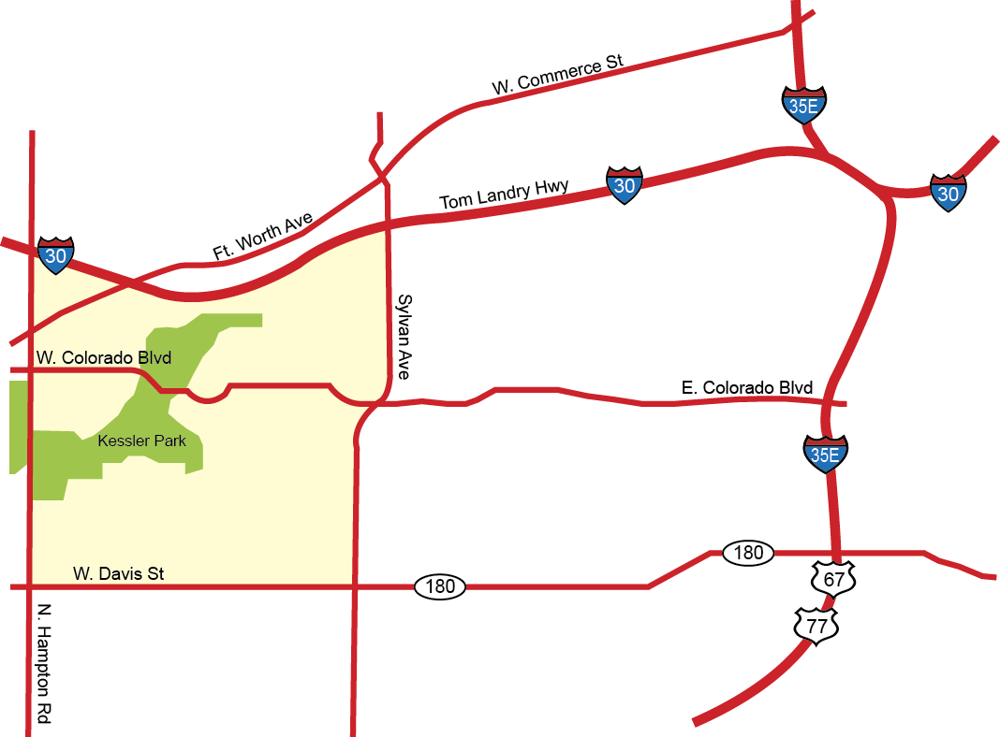 W. Commerce St
35E
30
Tom Landry Hwy
30
Ft. Worth Ave
30
Sylvan Ave
W. Colorado Blvd
E. Colorado Blvd
Kessler Park
35E
180
W. Davis St
180
67
N. Hampton Rd
77